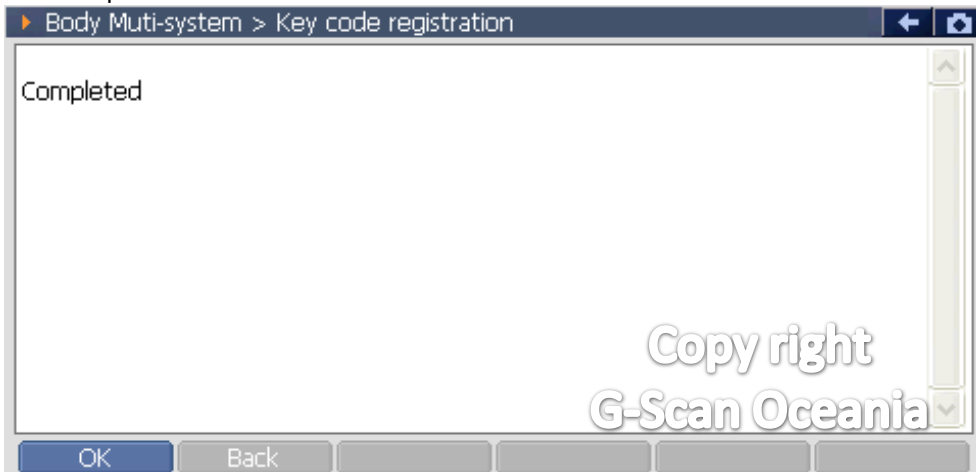 Body Muti-system > Key code registration
Completed
Copy right
G-Scan Oceania
OK
Back